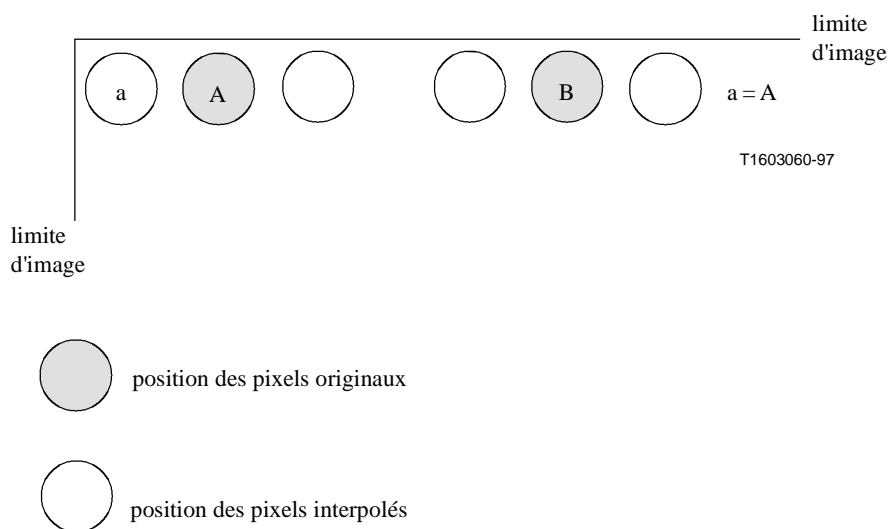 limite
d'image
a
A
B
a = A
T1603060-97
limite
d'image
position des pixels originaux
position des pixels interpolés